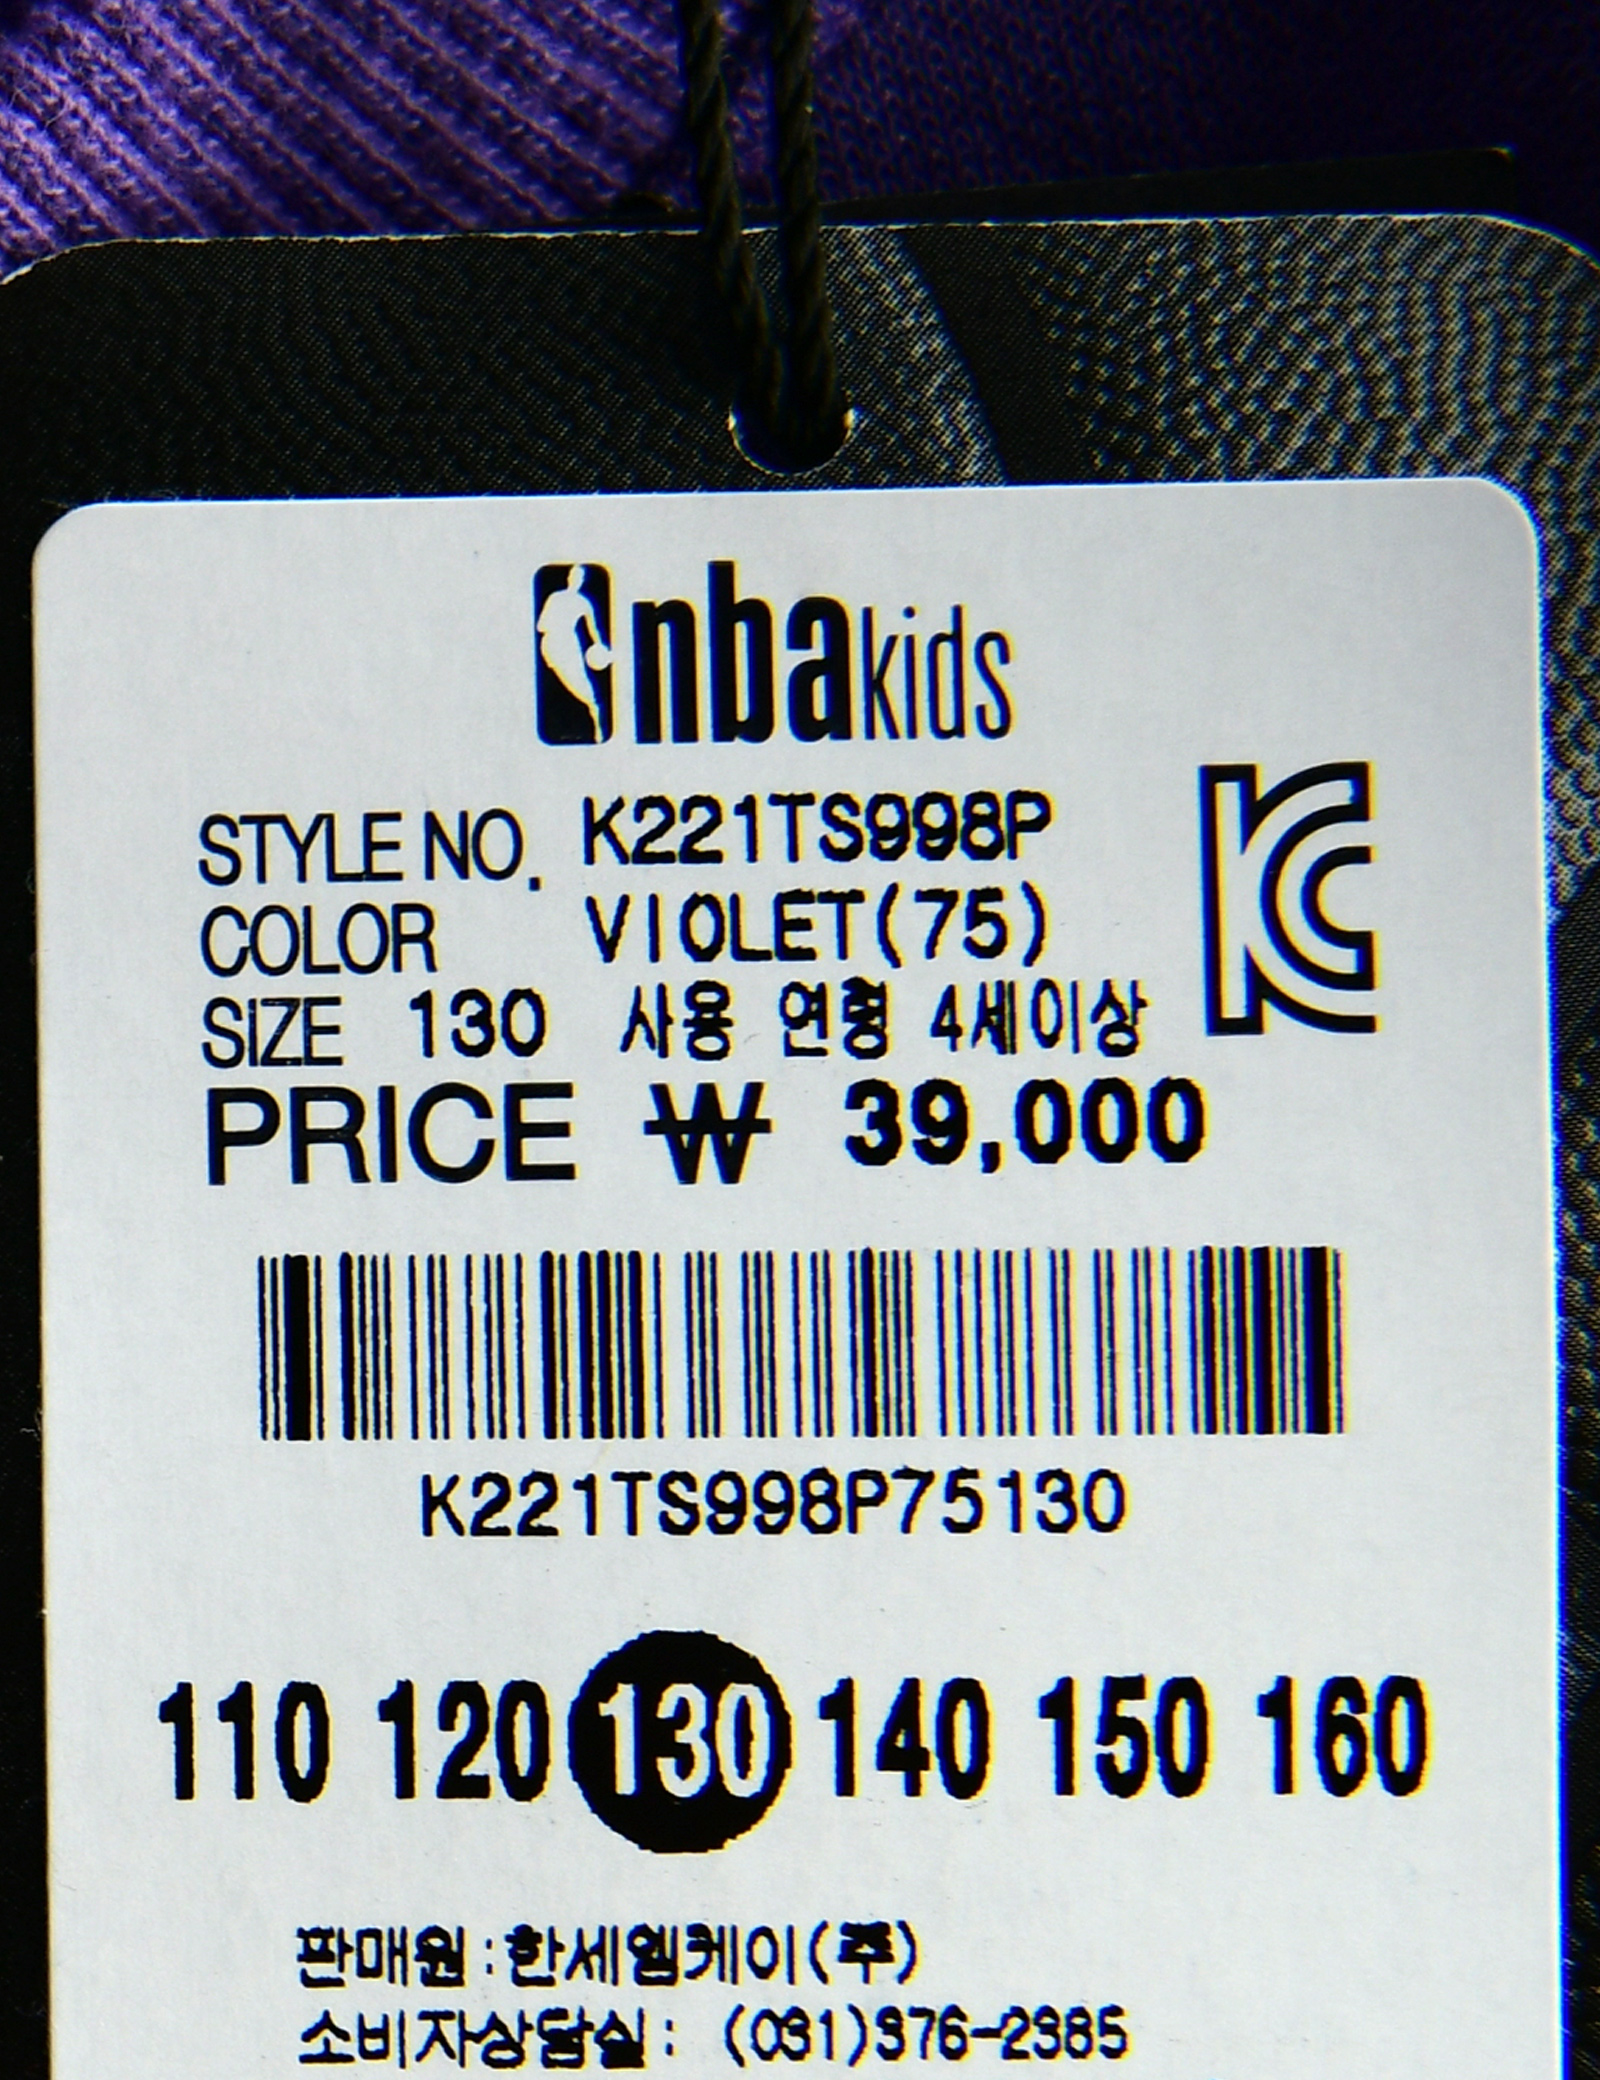 nbakids
STYLE NO. K221TS998P
COLOR VIOLET(75)
SIZE 130 사용 연령 4세이상
PRICE ₩ 39,000
K221TS998P75130
110 120 130 140 150 160
판매원:한세엠케이(주)
소비자상담실: (031)376-2385